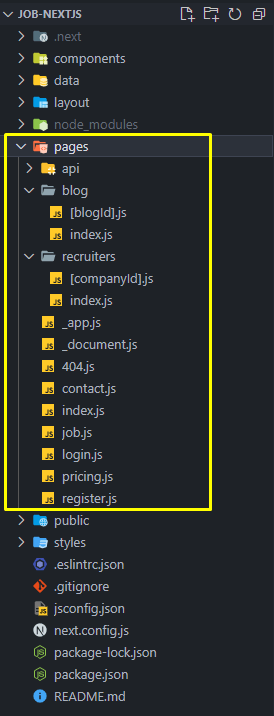 JOB-NEXTJS
.next
components
data
layout
node_modules
pages
api
blog
[blogId].js
index.js
recruiters
[companyId].js
index.js
_app.js
_document.js
404.js
contact.js
index.js
job.js
login.js
pricing.js
register.js
public
styles
.eslintrc.json
.gitignore
jsconfig.json
next.config.js
package-lock.json
package.json
README.md